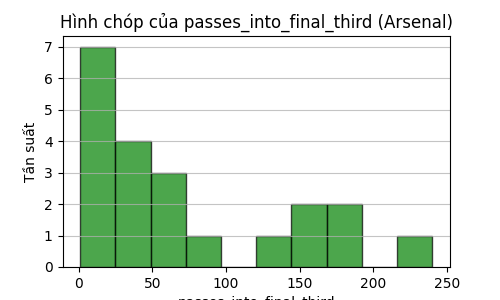 Hình chóp của passes_into_final_third (Arsenal)
7
6
5
4
3
2
1
0
Tần suất
0 50 100 150 200 250
passes_into_final_third